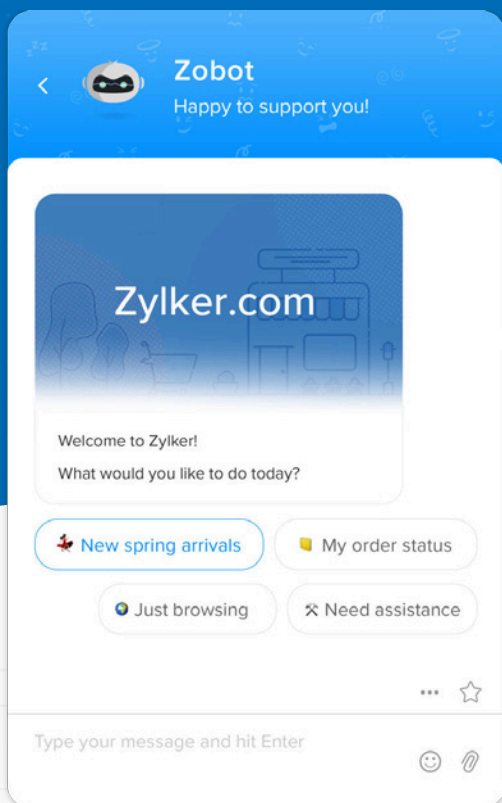 Zobot
Happy to support you!
Zylker.com
Welcome to Zylker!
What would you like to do today?
New spring arrivals
My order status
Just browsing
Need assistance
Type your message and hit Enter